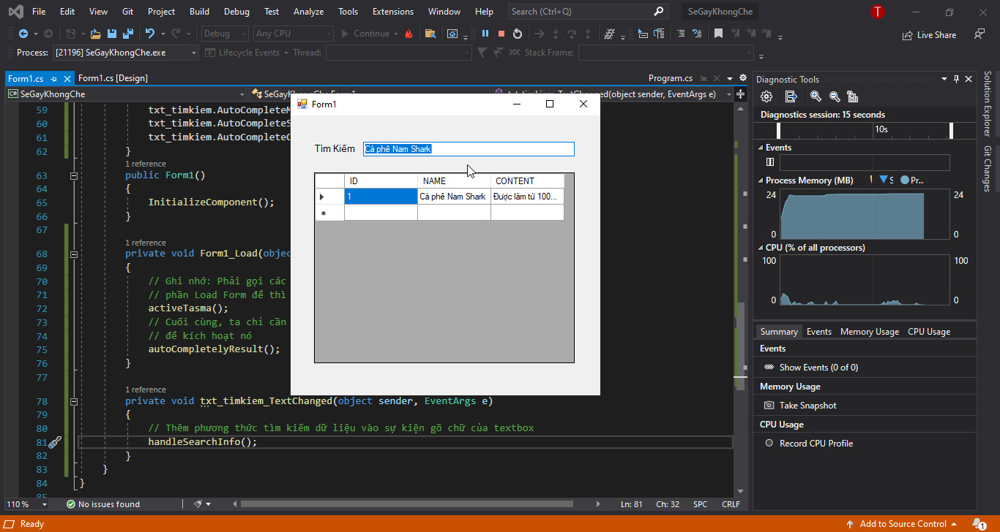 File Edit View Git Project Build Debug Test Analyze Tools Extensions Window Help Search (Ctrl+Q) SeGayKhongChe T
Debug Any CPU Continue Live Share
Process: [21196] SeGayKhongChe.exe Lifecycle Events Thread: Stack Frame:
Form1.cs Form1.cs [Design] Program.cs
SeGayKhongChe
_TextChanged(object sender, EventArgs e)
59 txt_timkiem.AutoCompleteM
60 txt_timkiem.AutoCompleteS
61 txt_timkiem.AutoCompleteC
62 }
1 reference
63 public Form1()
64 {
65 InitializeComponent();
66 }
67
1 reference
68 private void Form1_Load(objec
69 {
70 // Ghi nhớ: Phải gọi các
71 // phần Load Form để thì
72 activeTasma();
73 // Cuối cùng, ta chỉ cần
74 // để kích hoạt nó
75 autoCompletelyResult();
76 }
77
1 reference
78 private void txt_timkiem_TextChanged(object sender, EventArgs e)
79 {
80 // Thêm phương thức tìm kiếm dữ liệu vào sự kiện gõ chữ của textbox
81 handleSearchInfo();
82 }
83 }
84 }
85
Form1
Tìm Kiếm Cà phê Nam Shark
ID NAME CONTENT
1 Cà phê Nam Shark Được làm từ 100...
Diagnostic Tools
Diagnostics session: 15 seconds
10s
Events
Process Memory (MB) S Pr...
24 24
0 0
CPU (% of all processors)
100 100
0 0
Summary Events Memory Usage CPU Usage
Events
Show Events (0 of 0)
Memory Usage
Take Snapshot
CPU Usage
Record CPU Profile
Solution Explorer
Git Changes
110 % No issues found Ln: 81 Ch: 32 SPC CRLF
Ready Add to Source Control 1